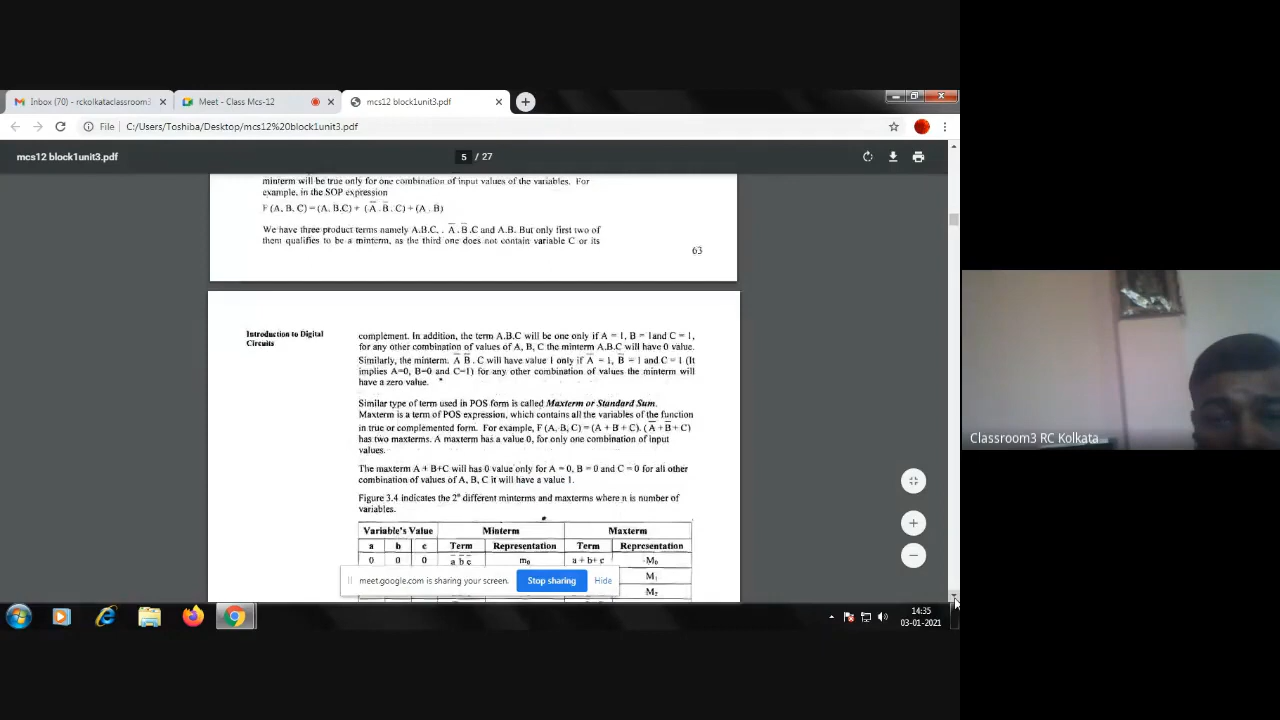 Inbox (70) - rckolkataclassroom3
Meet - Class Mcs-12
mcs12 block1unit3.pdf
File C:/Users/Toshiba/Desktop/mcs12%20block1unit3.pdf
mcs12 block1unit3.pdf
5 / 27
minterm will be true only for one combination of input values of the variables. For
example, in the SOP expression
F (A, B, C) = (A. B.C) + (A̅ . B̅ . C) + (A . B)
We have three product terms namely A.B.C, . A̅ . B̅ .C and A.B. But only first two of
them qualifies to be a minterm, as the third one does not contain variable C or its
63
Introduction to Digital
Circuits
complement. In addition, the term A.B.C will be one only if A = 1, B = 1and C = 1,
for any other combination of values of A, B, C the minterm A.B.C will have 0 value.
Similarly, the minterm. A̅ B̅ . C will have value 1 only if A̅ = 1, B̅ = 1 and C = 1 (It
implies A=0, B=0 and C=1) for any other combination of values the minterm will
have a zero value.
Similar type of term used in POS form is called Maxterm or Standard Sum.
Maxterm is a term of POS expression, which contains all the variables of the function
in true or complemented form. For example, F (A, B, C) = (A + B + C). (A̅ + B̅ + C)
has two maxterms. A maxterm has a value 0, for only one combination of input
values.
The maxterm A + B+C will has 0 value only for A = 0, B = 0 and C = 0 for all other
combination of values of A, B, C it will have a value 1.
Figure 3.4 indicates the 2ⁿ different minterms and maxterms where n is number of
variables.
Variable's Value Minterm Maxterm
a b c Term Representation Term Representation
0 0 0 a̅ b̅ c̅ m₀ a + b+ c M₀
M₁
M₂
meet.google.com is sharing your screen. Stop sharing Hide
Classroom3 RC Kolkata
14:35
03-01-2021